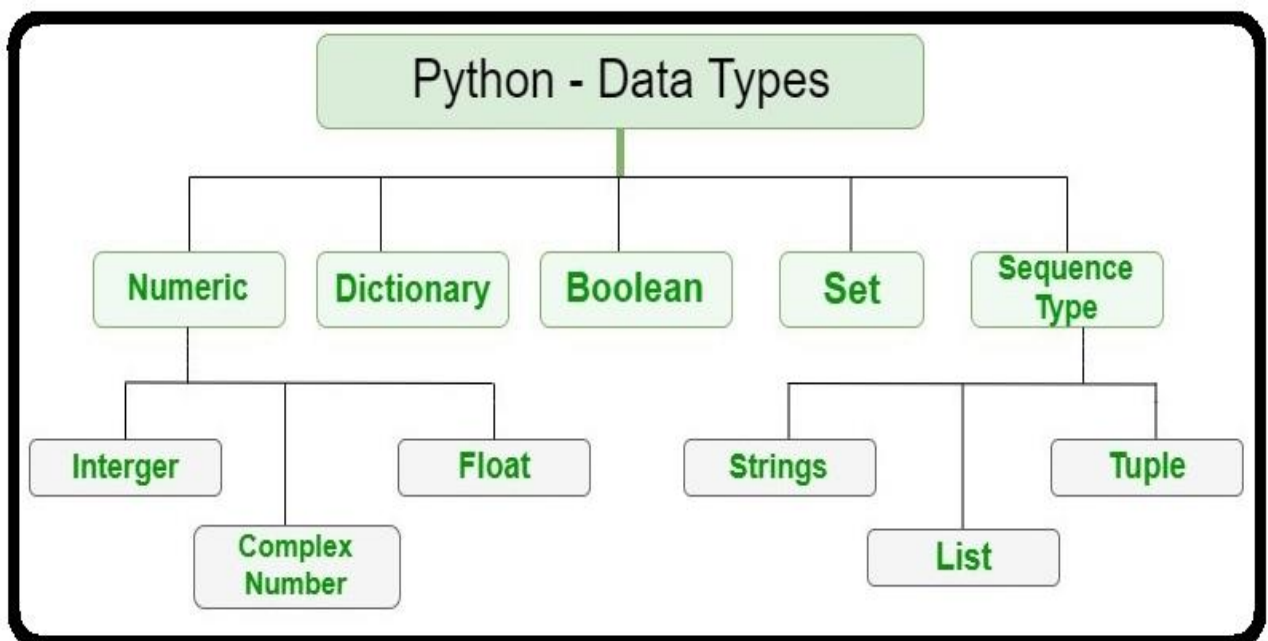 Python - Data Types
Numeric
Dictionary
Boolean
Set
Sequence
Type
Interger
Float
Strings
Tuple
Complex
Number
List